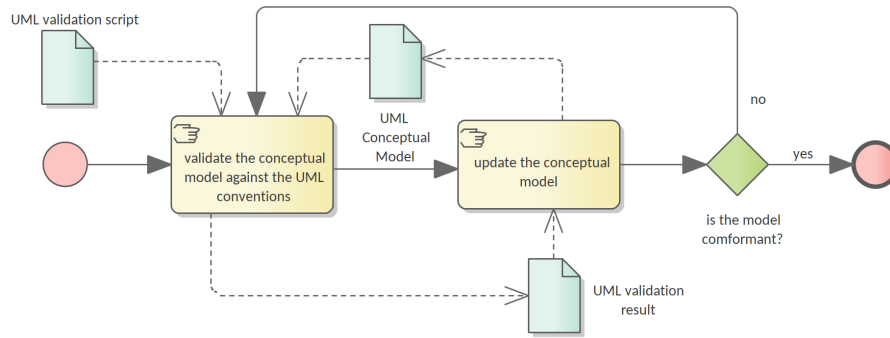 UML validation script
UML
Conceptual
Model
no
validate the conceptual
model against the UML
conventions
update the conceptual
model
yes
is the model
comformant?
UML validation
result